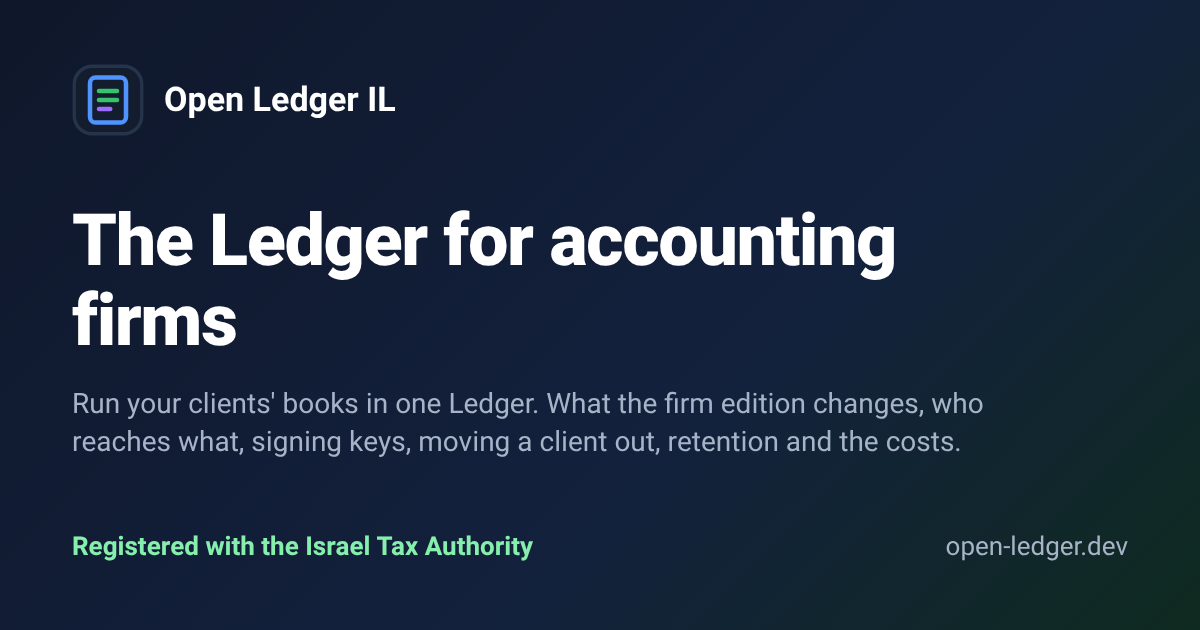 Open Ledger IL
The Ledger for accounting
firms
Run your clients' books in one Ledger. What the firm edition changes, who
reaches what, signing keys, moving a client out, retention and the costs.
Registered with the Israel Tax Authority
open-ledger.dev